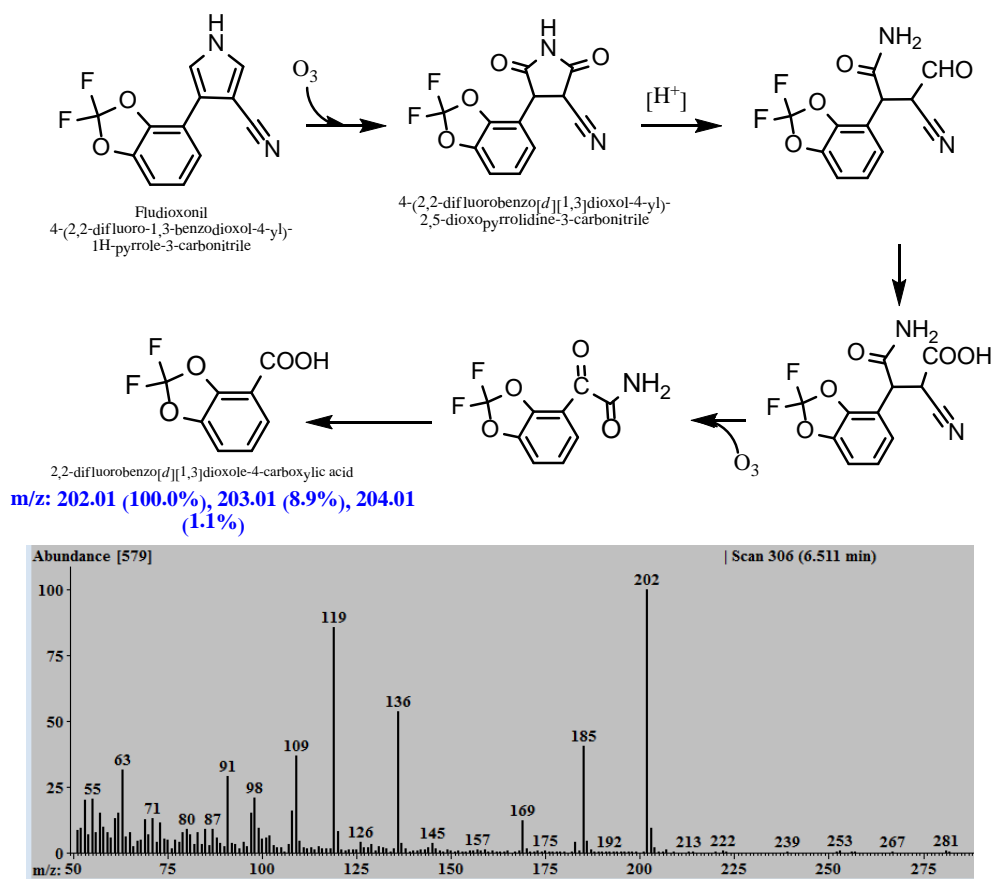 H
N
F
F
O
O
N
O3
H
N
O
O
F
F
O
O
N
[H+]
NH2
O
CHO
F
F
O
O
N
Fludioxonil
4-(2,2-difluoro-1,3-benzodioxol-4-yl)-
1H-pyrrole-3-carbonitrile
4-(2,2-difluorobenzo[d][1,3]dioxol-4-yl)-
2,5-dioxopyrrolidine-3-carbonitrile
F
F
O
O
COOH
O
C
NH2
O
F
F
O
O
O3
NH2
O
COOH
F
F
O
O
N
2,2-difluorobenzo[d][1,3]dioxole-4-carboxylic acid
m/z: 202.01 (100.0%), 203.01 (8.9%), 204.01
(1.1%)
Abundance [579]
| Scan 306 (6.511 min)
100
75
50
25
0
202
119
136
185
109
63
91
98
55
71
80
87
126
145
157
169
175
192
213
222
239
253
267
281
m/z: 50 75 100 125 150 175 200 225 250 275